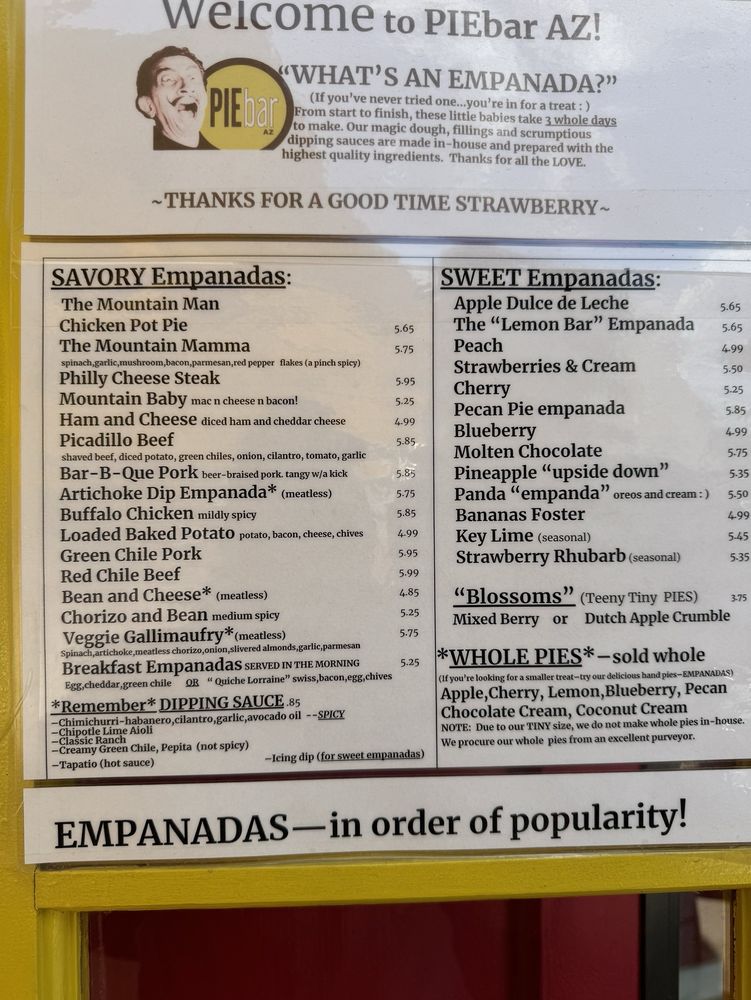 Welcome to PIEbar AZ!
PIEbar
AZ
"WHAT'S AN EMPANADA?"
(If you've never tried one...you're in for a treat : )
From start to finish, these little babies take 3 whole days
to make. Our magic dough, fillings and scrumptious
dipping sauces are made in-house and prepared with the
highest quality ingredients. Thanks for all the LOVE.
~THANKS FOR A GOOD TIME STRAWBERRY~
SAVORY Empanadas:
The Mountain Man
Chicken Pot Pie 5.65
The Mountain Mamma 5.75
spinach,garlic,mushroom,bacon,parmesan,red pepper flakes (a pinch spicy)
Philly Cheese Steak 5.95
Mountain Baby mac n cheese n bacon! 5.25
Ham and Cheese diced ham and cheddar cheese 4.99
Picadillo Beef 5.85
shaved beef, diced potato, green chiles, onion, cilantro, tomato, garlic
Bar-B-Que Pork beer-braised pork. tangy w/a kick 5.85
Artichoke Dip Empanada* (meatless) 5.75
Buffalo Chicken mildly spicy 5.85
Loaded Baked Potato potato, bacon, cheese, chives 4.99
Green Chile Pork 5.95
Red Chile Beef 5.99
Bean and Cheese* (meatless) 4.85
Chorizo and Bean medium spicy 5.25
Veggie Gallimaufry*(meatless) 5.75
Spinach,artichoke,meatless chorizo,onion,slivered almonds,garlic,parmesan
Breakfast Empanadas SERVED IN THE MORNING 5.25
Egg,cheddar,green chile OR "Quiche Lorraine" swiss,bacon,egg,chives
*Remember* DIPPING SAUCE .85
-Chimichurri-habanero,cilantro,garlic,avocado oil --SPICY
-Chipotle Lime Aioli
-Classic Ranch
-Creamy Green Chile, Pepita (not spicy)
-Tapatio (hot sauce) -Icing dip (for sweet empanadas)
SWEET Empanadas:
Apple Dulce de Leche 5.65
The "Lemon Bar" Empanada 5.65
Peach 4.99
Strawberries & Cream 5.50
Cherry 5.25
Pecan Pie empanada 5.85
Blueberry 4.99
Molten Chocolate 5.75
Pineapple "upside down" 5.35
Panda "empanda" oreos and cream : ) 5.50
Bananas Foster 4.99
Key Lime (seasonal) 5.45
Strawberry Rhubarb (seasonal) 5.35
"Blossoms" (Teeny Tiny PIES) 3.75
Mixed Berry or Dutch Apple Crumble
*WHOLE PIES*-sold whole
(If you're looking for a smaller treat-try our delicious hand pies-EMPANADAS)
Apple,Cherry, Lemon,Blueberry, Pecan
Chocolate Cream, Coconut Cream
NOTE: Due to our TINY size, we do not make whole pies in-house.
We procure our whole pies from an excellent purveyor.
EMPANADAS—in order of popularity!